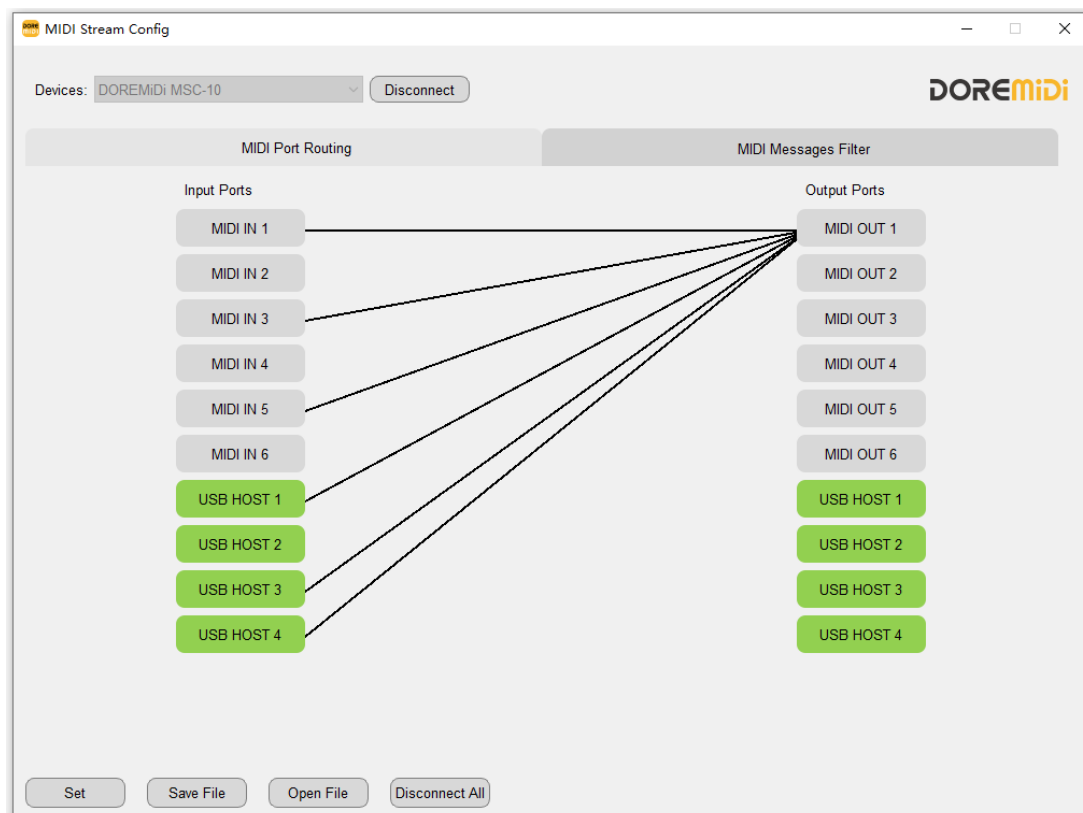 DORE
MiDi
MIDI Stream Config
Devices: DOREMiDi MSC-10 Disconnect
DOREMiDi
MIDI Port Routing MIDI Messages Filter
Input Ports Output Ports
MIDI IN 1 MIDI OUT 1
MIDI IN 2 MIDI OUT 2
MIDI IN 3 MIDI OUT 3
MIDI IN 4 MIDI OUT 4
MIDI IN 5 MIDI OUT 5
MIDI IN 6 MIDI OUT 6
USB HOST 1 USB HOST 1
USB HOST 2 USB HOST 2
USB HOST 3 USB HOST 3
USB HOST 4 USB HOST 4
Set Save File Open File Disconnect All